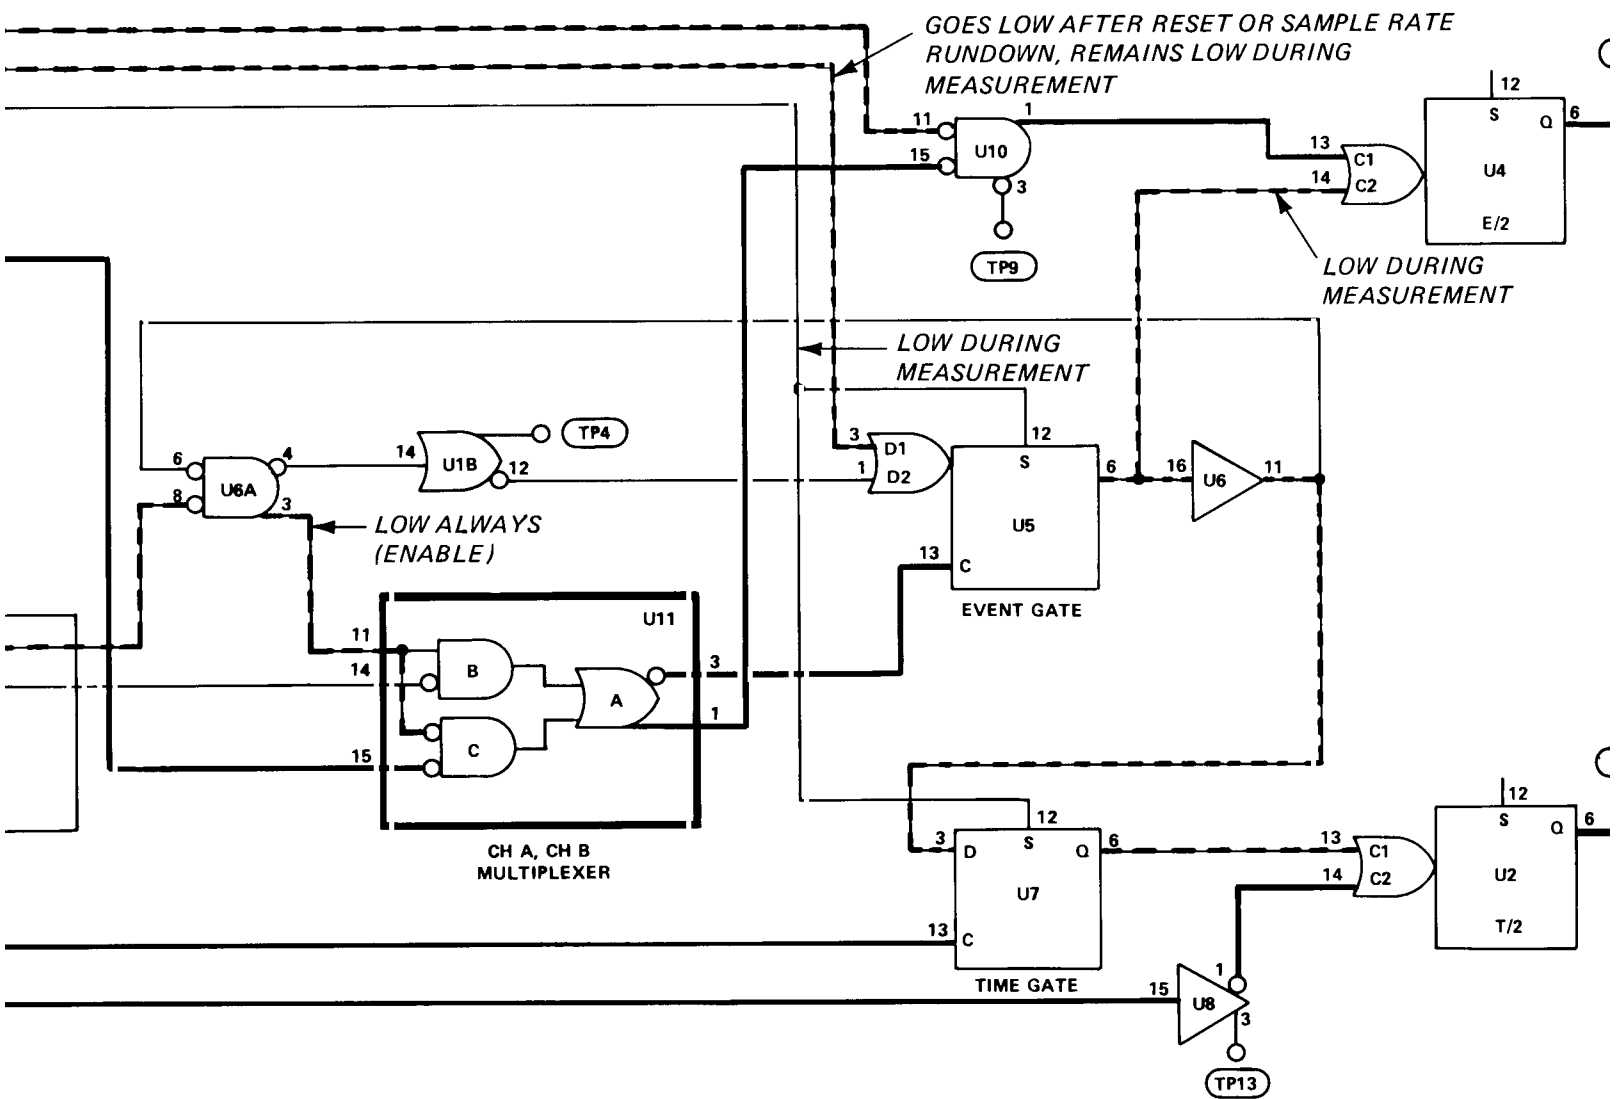 GOES LOW AFTER RESET OR SAMPLE RATE
RUNDOWN, REMAINS LOW DURING
MEASUREMENT
11
15
U10
1
3
TP9
13
14
C1
C2
12
S
Q
6
U4
E/2
LOW DURING
MEASUREMENT
LOW DURING
MEASUREMENT
6
8
U6A
4
3
14
U1B
12
TP4
LOW ALWAYS
(ENABLE)
3
1
D1
D2
12
S
U5
6
13
C
EVENT GATE
16
U6
11
11
14
15
U11
B
C
A
3
1
CH A, CH B
MULTIPLEXER
3
D
12
S
Q
6
U7
13
C
TIME GATE
13
14
C1
C2
12
S
Q
6
U2
T/2
15
U8
1
3
TP13